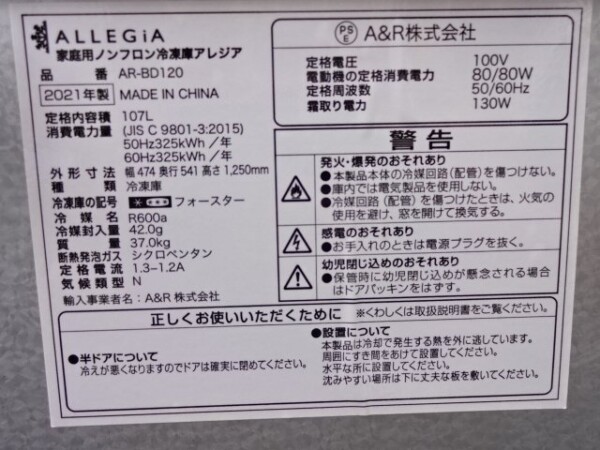 ALLEGiA
家庭用ノンフロン冷凍庫アレジア
品 番 AR-BD120
2021年製 MADE IN CHINA
定格内容積 107L
消費電力量 (JIS C 9801-3:2015)
50Hz325kWh/年
60Hz325kWh/年
外形寸法 幅474 奥行541 高さ1,250mm
種 類 冷凍庫
冷凍庫の記号 フォースター
冷 媒 名 R600a
冷媒封入量 42.0g
質 量 37.0kg
断熱発泡ガス シクロペンタン
定格電流 1.3-1.2A
気候類型 N
輸入事業者名:A&R 株式会社
PS
E
A&R株式会社
定格電圧 100V
電動機の定格消費電力 80/80W
定格周波数 50/60Hz
霜取り電力 130W
警告
発火・爆発のおそれあり
●本製品本体の冷媒回路(配管)を傷つけない。
●庫内では電気製品を使用しない。
●冷媒回路(配管)を傷つけたときは、火気の
使用を避け、窓を開けて換気する。
感電のおそれあり
●お手入れのときは電源プラグを抜く。
幼児閉じ込めのおそれあり
●保管時に幼児閉じ込めが懸念される場合
はドアパッキンをはずす。
正しくお使いいただくために ※くわしくは取扱説明書をご覧ください。
●半ドアについて
冷えが悪くなりますのでドアは確実に閉めてください。
●設置について
本製品は冷却で発生する熱を外に逃しています。
周囲にすき間をあけて設置してください。
水平な所に設置してください。
沈みやすい場所は下に丈夫な板を敷いてください。